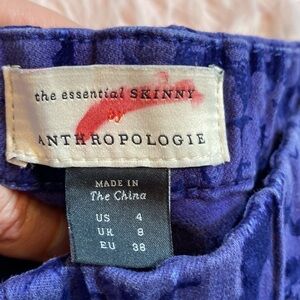 the essential SKINNY
by
ANTHROPOLOGIE
MADE IN
The China
US 4
UK 8
EU 38